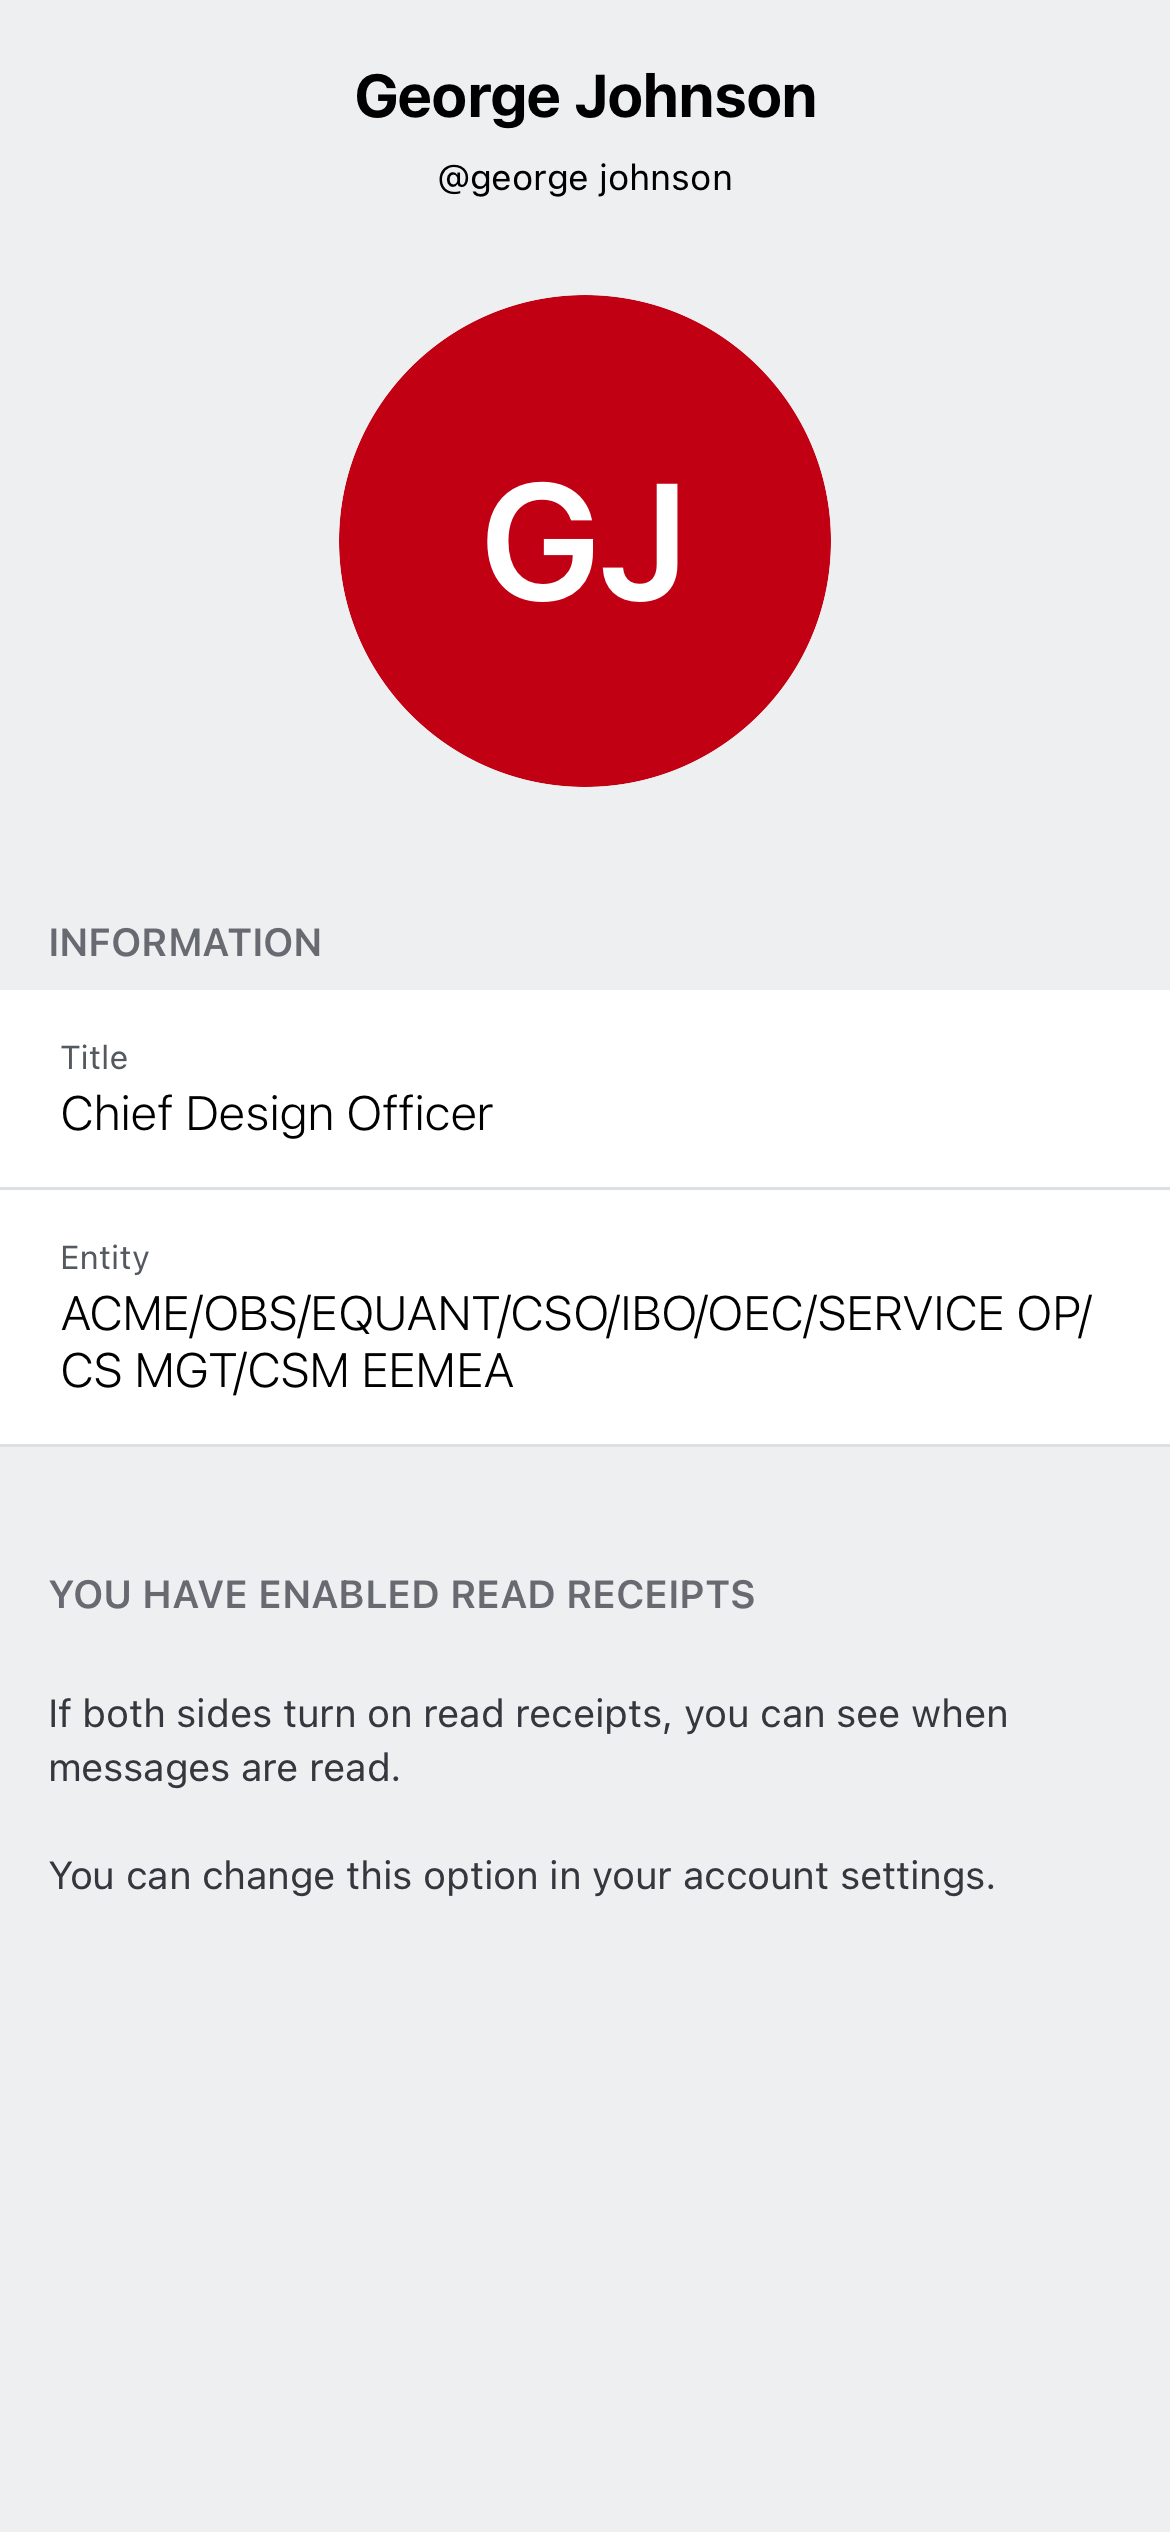 George Johnson
@george johnson
GJ
INFORMATION
Title
Chief Design Officer
Entity
ACME/OBS/EQUANT/CSO/IBO/OEC/SERVICE OP/
CS MGT/CSM EEMEA
YOU HAVE ENABLED READ RECEIPTS
If both sides turn on read receipts, you can see when
messages are read.
You can change this option in your account settings.